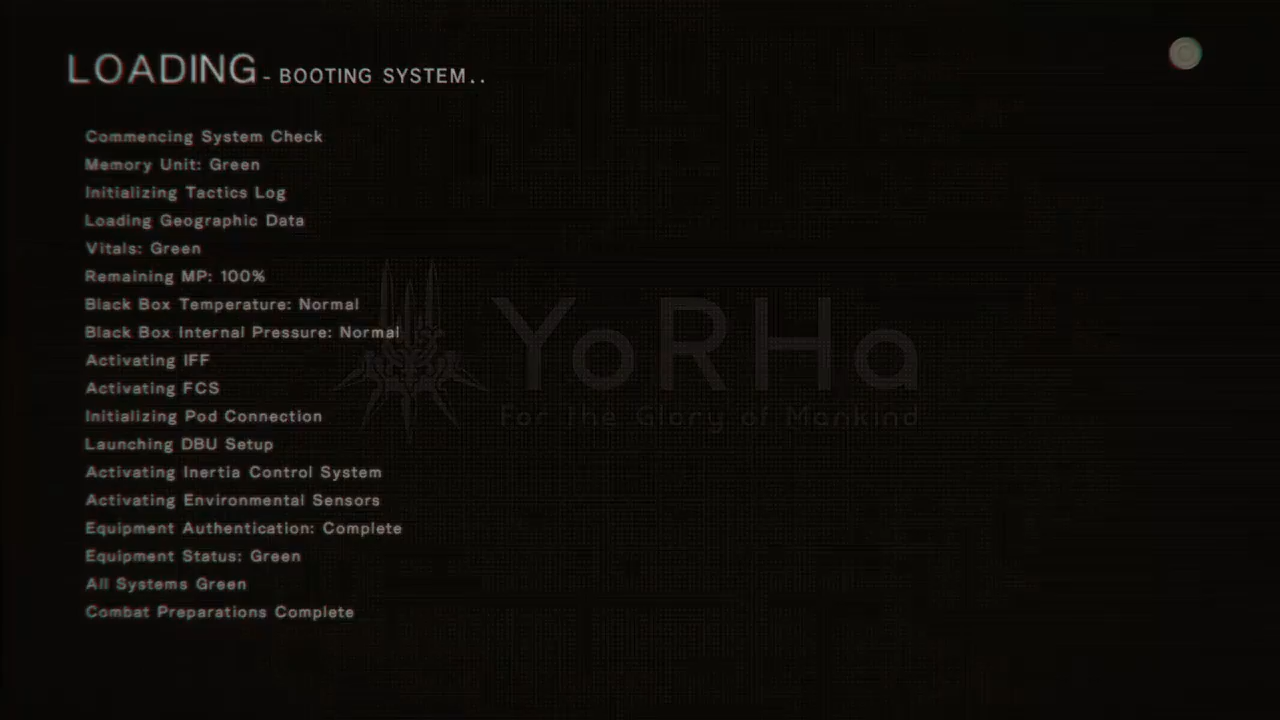 LOADING - BOOTING SYSTEM..
Commencing System Check
Memory Unit: Green
Initializing Tactics Log
Loading Geographic Data
Vitals: Green
Remaining MP: 100%
Black Box Temperature: Normal
Black Box Internal Pressure: Normal
Activating IFF
Activating FCS
Initializing Pod Connection
Launching DBU Setup
Activating Inertia Control System
Activating Environmental Sensors
Equipment Authentication: Complete
Equipment Status: Green
All Systems Green
Combat Preparations Complete
YoRHa
For the Glory of Mankind